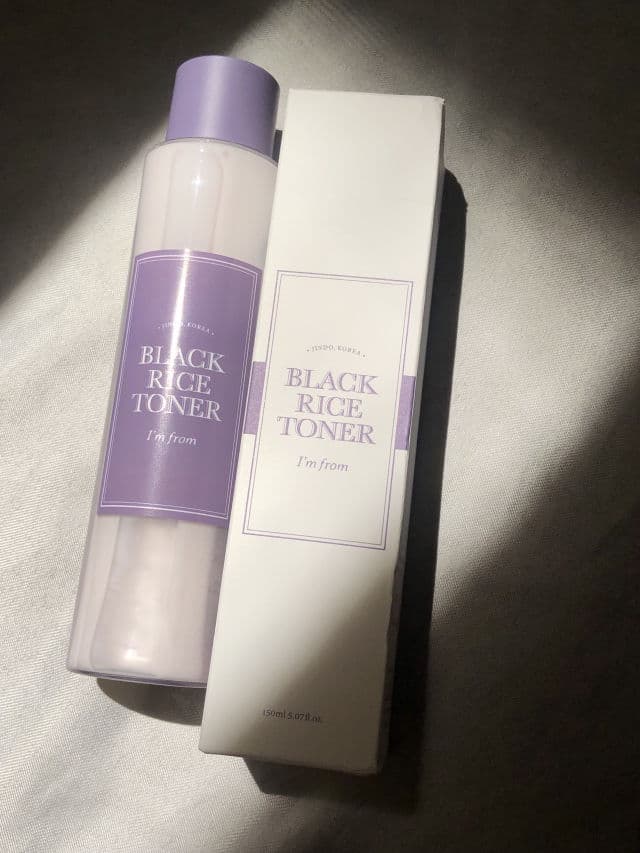 · JINDO, KOREA ·
BLACK
RICE
TONER
I'm from
· JINDO, KOREA ·
BLACK
RICE
TONER
I'm from
150ml 5.07fl.oz.